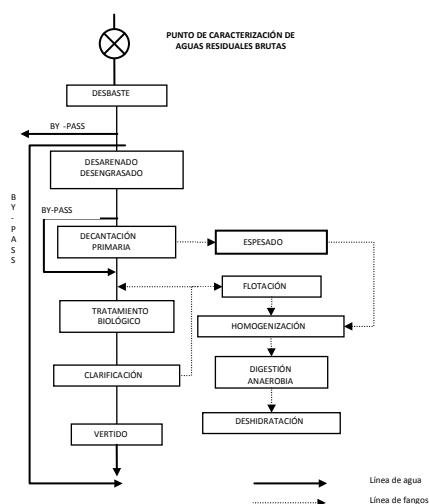 PUNTO DE CARACTERIZACIÓN DE
AGUAS RESIDUALES BRUTAS
DESBASTE
BY -PASS
DESARENADO
DESENGRASADO
B
Y
-
P
A
S
S
BY-PASS
DECANTACIÓN
PRIMARIA
ESPESADO
FLOTACIÓN
TRATAMIENTO
BIOLÓGICO
HOMOGENIZACIÓN
CLARIFICACIÓN
DIGESTIÓN
ANAEROBIA
DESHIDRATACIÓN
VERTIDO
Línea de agua
Línea de fangos